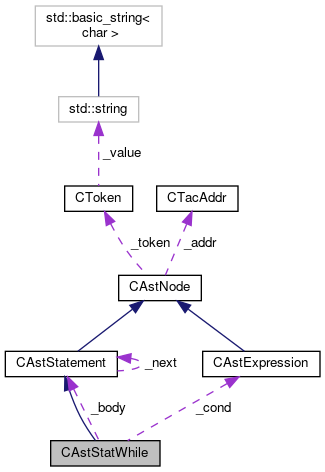 std::basic_string<
char >
std::string
_value
CToken
CTacAddr
_token
_addr
CAstNode
CAstStatement
_next
CAstExpression
_body
_cond
CAstStatWhile